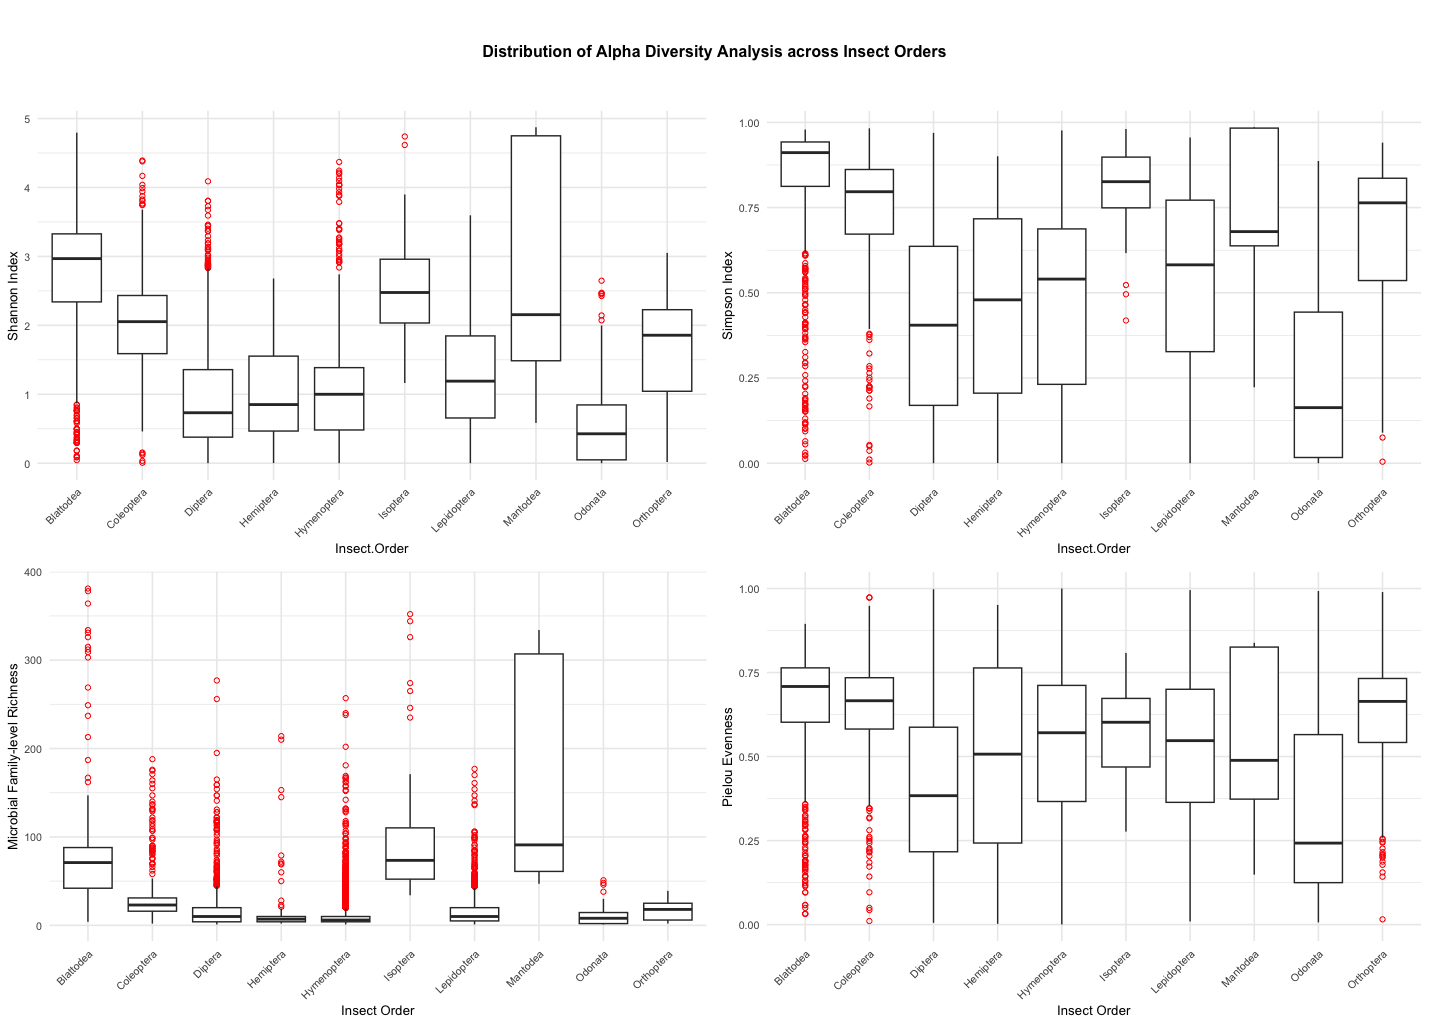 Distribution of Alpha Diversity Analysis across Insect Orders
Shannon Index
5
4
3
2
1
0
Blattodea
Coleoptera
Diptera
Hemiptera
Hymenoptera
Isoptera
Lepidoptera
Mantodea
Odonata
Orthoptera
Insect.Order
Simpson Index
1.00
0.75
0.50
0.25
0.00
Blattodea
Coleoptera
Diptera
Hemiptera
Hymenoptera
Isoptera
Lepidoptera
Mantodea
Odonata
Orthoptera
Insect.Order
Microbial Family-level Richness
400
300
200
100
0
Blattodea
Coleoptera
Diptera
Hemiptera
Hymenoptera
Isoptera
Lepidoptera
Mantodea
Odonata
Orthoptera
Insect Order
Pielou Evenness
1.00
0.75
0.50
0.25
0.00
Blattodea
Coleoptera
Diptera
Hemiptera
Hymenoptera
Isoptera
Lepidoptera
Mantodea
Odonata
Orthoptera
Insect Order